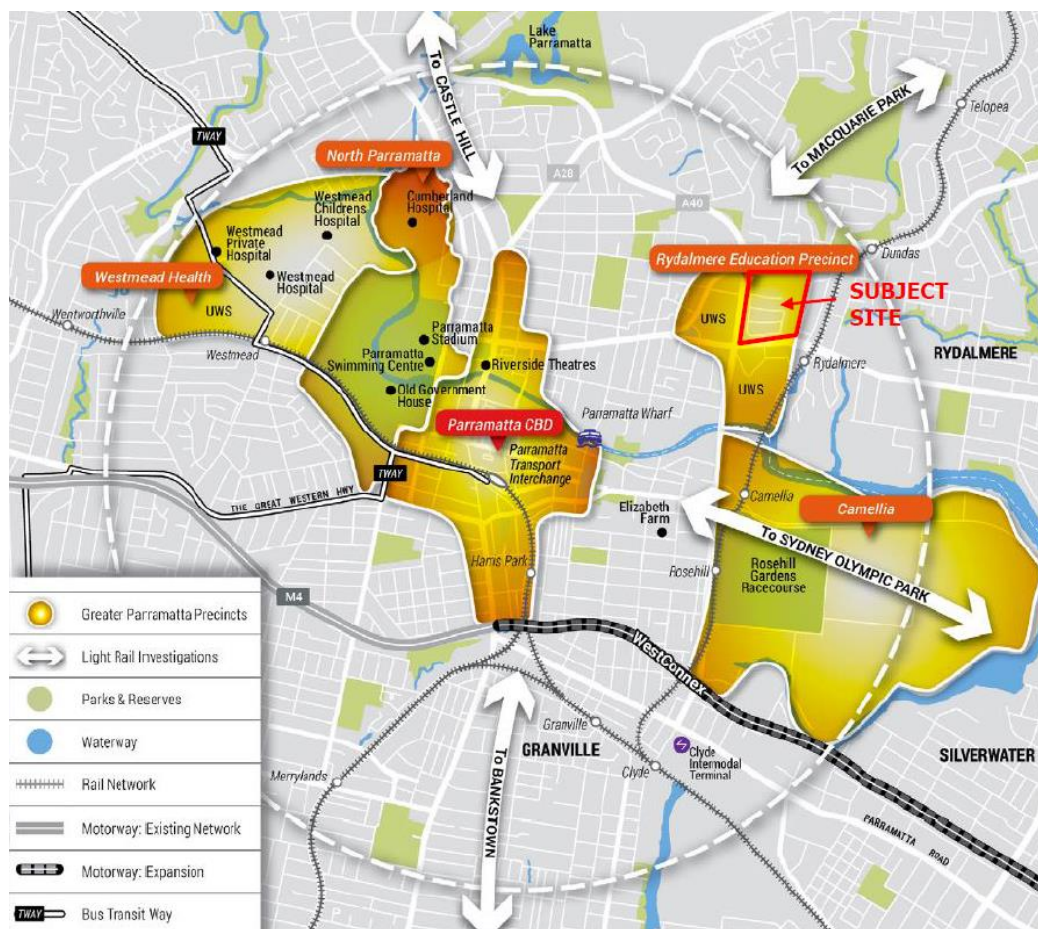 Lake
Parramatta
To CASTLE HILL
To MACQUARIE PARK
Telopea
TWAY
North Parramatta
A28
Westmead
Childrens
Hospital
Cumberland
Hospital
A40
Westmead
Private
Hospital
Rydalmere Education Precinct
Dundas
Westmead Health
Westmead
Hospital
SUBJECT
SITE
UWS
UWS
Wentworthville
Parramatta
Stadium
RYDALMERE
Westmead
Parramatta
Swimming Centre
Riverside Theatres
Rydalmere
Old Government
House
UWS
Parramatta Wharf
Parramatta CBD
Parramatta
Transport
Interchange
TWAY
THE GREAT WESTERN HWY
Camellia
Camellia
Elizabeth
Farm
To SYDNEY OLYMPIC PARK
Harris Park
Rosehill
Rosehill
Gardens
Racecourse
M4
WestConnex
Granville
GRANVILLE
SILVERWATER
Clyde
Intermodal
Terminal
Merrylands
Clyde
To BANKSTOWN
PARRAMATTA ROAD
Greater Parramatta Precincts
Light Rail Investigations
Parks & Reserves
Waterway
Rail Network
Motorway: Existing Network
Motorway: Expansion
TWAY
Bus Transit Way